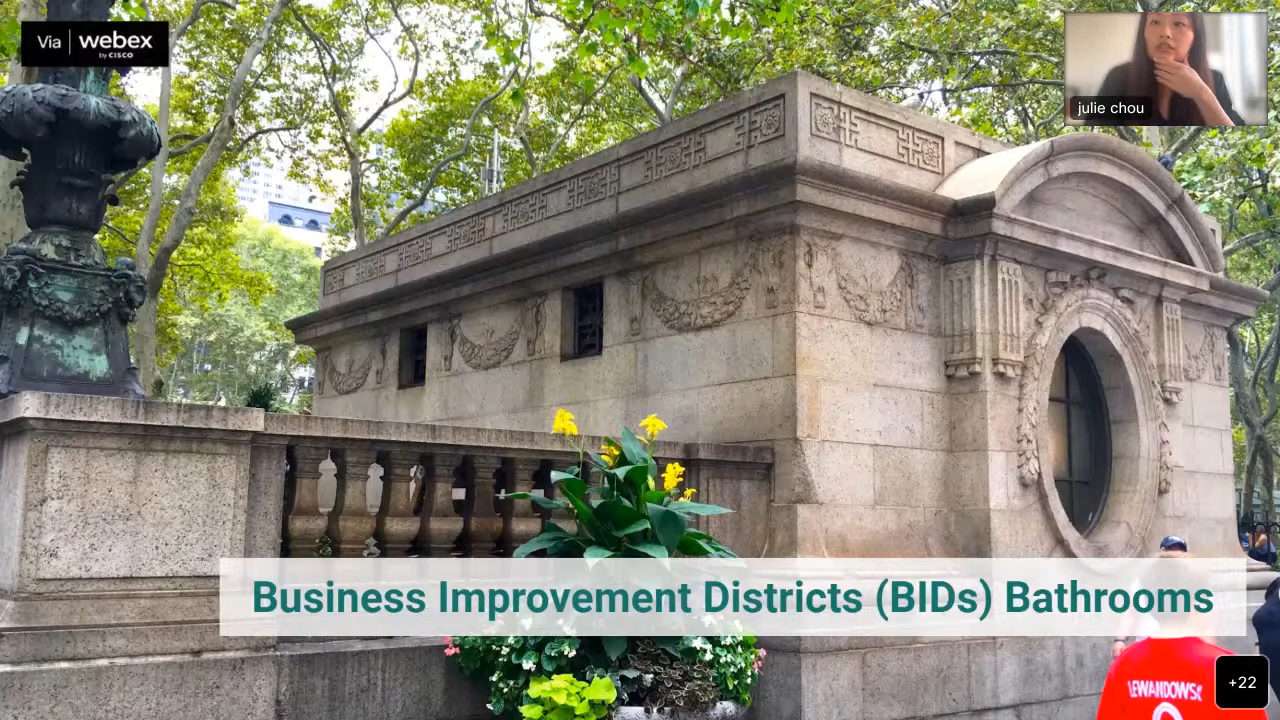 Via webex
by CISCO
julie chou
Business Improvement Districts (BIDs) Bathrooms
LEWANDOWSK
+22